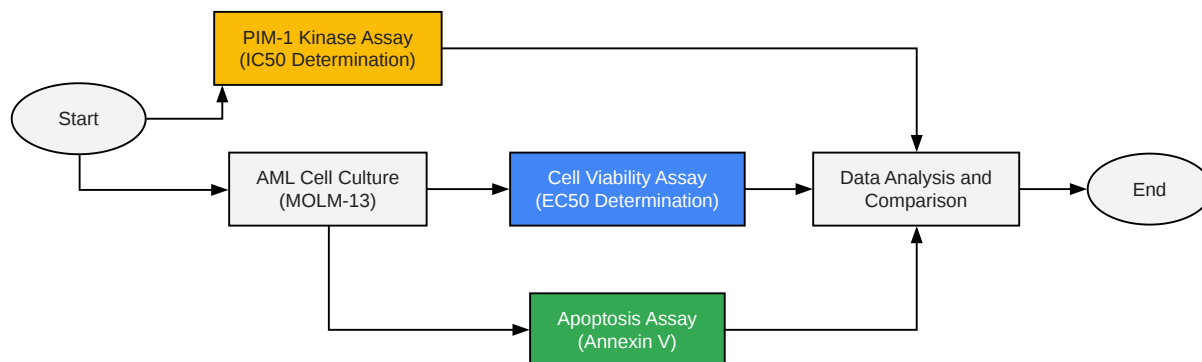 PIM-1 Kinase Assay
(IC50 Determination)
Start
AML Cell Culture
(MOLM-13)
Cell Viability Assay
(EC50 Determination)
Data Analysis and
Comparison
End
Apoptosis Assay
(Annexin V)